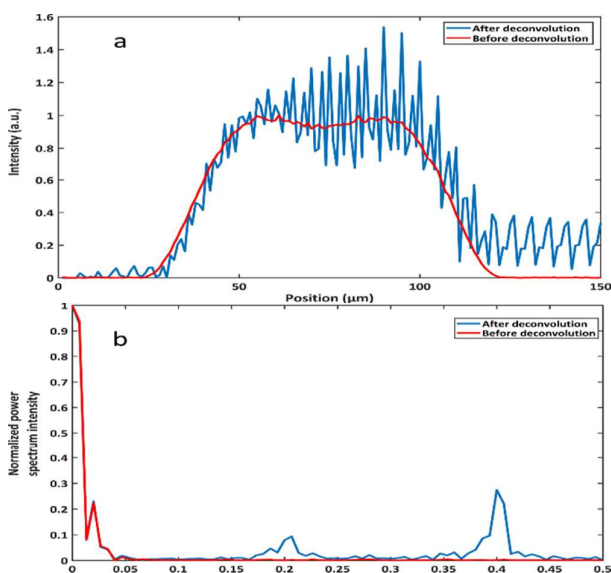 1.6
1.4
1.2
1
0.8
0.6
0.4
0.2
0
Intensity (a.u.)
a
After deconvolution
Before deconvolution
0 50 100 150
Position (µm)
1
0.9
0.8
0.7
0.6
0.5
0.4
0.3
0.2
0.1
0
Normalized power
spectrum intensity
b
After deconvolution
Before deconvolution
0 0.05 0.1 0.15 0.2 0.25 0.3 0.35 0.4 0.45 0.5